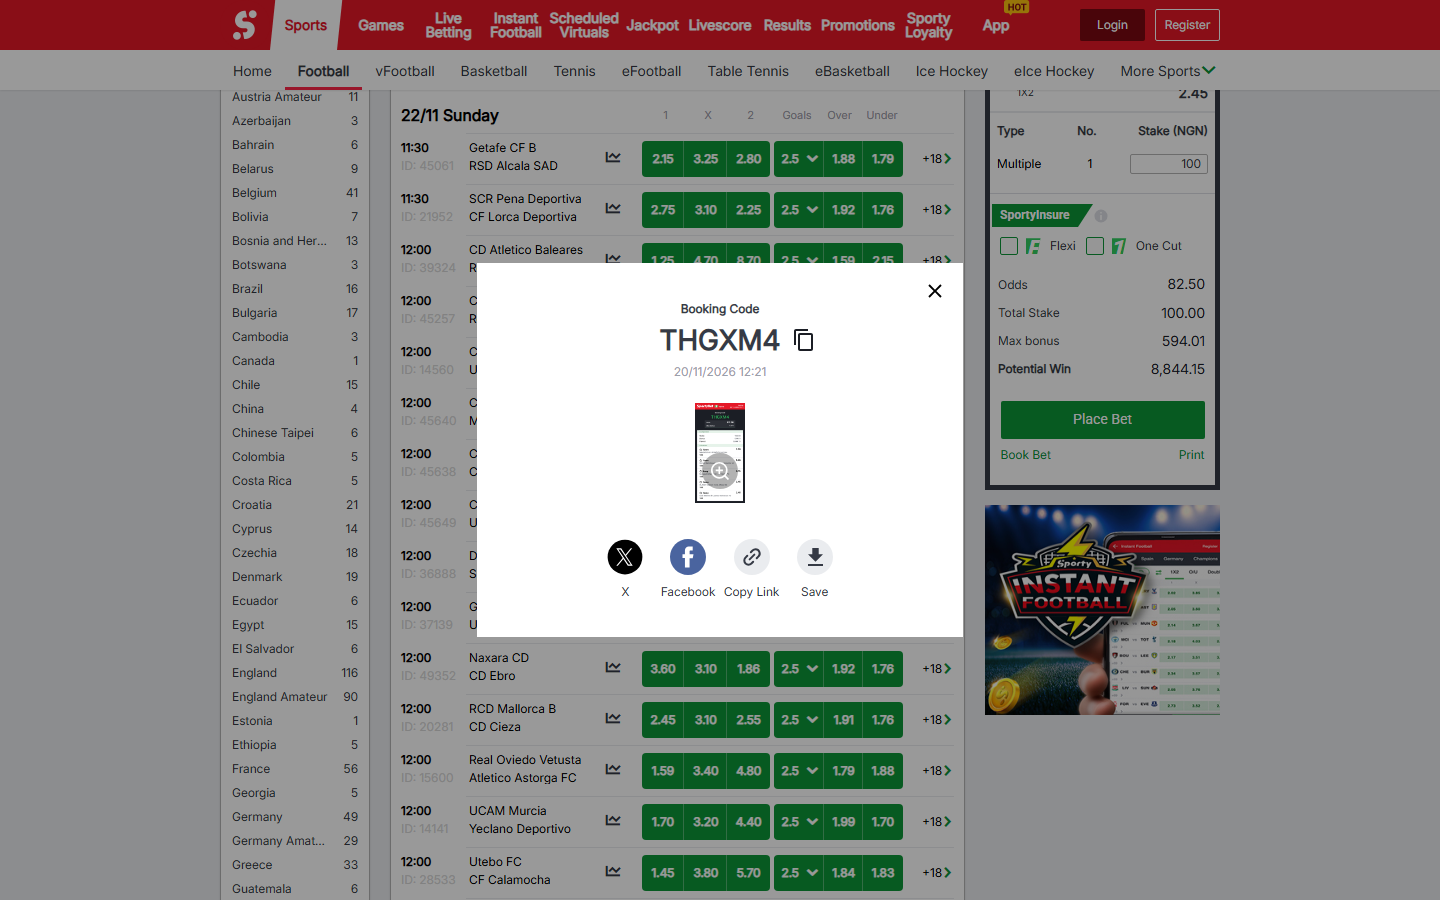 Sports
Games
Live Betting
Instant Football
Scheduled Virtuals
Jackpot
Livescore
Results
Promotions
Sporty Loyalty
App
HOT
Login
Register
Home
Football
vFootball
Basketball
Tennis
eFootball
Table Tennis
eBasketball
Ice Hockey
eIce Hockey
More Sports
Austria Amateur 11
Azerbaijan 3
Bahrain 6
Belarus 9
Belgium 41
Bolivia 7
Bosnia and Her... 13
Botswana 3
Brazil 16
Bulgaria 17
Cambodia 3
Canada 1
Chile 15
China 4
Chinese Taipei 6
Colombia 5
Costa Rica 5
Croatia 21
Cyprus 14
Czechia 18
Denmark 19
Ecuador 6
Egypt 15
El Salvador 6
England 116
England Amateur 90
Estonia 1
Ethiopia 5
France 56
Georgia 5
Germany 49
Germany Amat... 29
Greece 33
Guatemala 6
22/11 Sunday 1 X 2 Goals Over Under
11:30 Getafe CF B
ID: 45061 RSD Alcala SAD
2.15 3.25 2.80 2.5 1.88 1.79 +18
11:30 SCR Pena Deportiva
ID: 21952 CF Lorca Deportiva
2.75 3.10 2.25 2.5 1.92 1.76 +18
12:00 CD Atletico Baleares
ID: 39324 R
1.25 4.70 8.70 2.5 1.59 2.15 +18
12:00 C
ID: 45257 R
12:00 C
ID: 14560 U
12:00 C
ID: 45640 M
12:00 C
ID: 45638 C
12:00 C
ID: 45649 U
12:00 D
ID: 36888 S
12:00 G
ID: 37139 U
12:00 Naxara CD
ID: 49352 CD Ebro
3.60 3.10 1.86 2.5 1.92 1.76 +18
12:00 RCD Mallorca B
ID: 20281 CD Cieza
2.45 3.10 2.55 2.5 1.91 1.76 +18
12:00 Real Oviedo Vetusta
ID: 15600 Atletico Astorga FC
1.59 3.40 4.80 2.5 1.79 1.88 +18
12:00 UCAM Murcia
ID: 14141 Yeclano Deportivo
1.70 3.20 4.40 2.5 1.99 1.70 +18
12:00 Utebo FC
ID: 28533 CF Calamocha
1.45 3.80 5.70 2.5 1.84 1.83 +18
Booking Code
THGXM4
20/11/2026 12:21
THGXM4
X
Facebook
Copy Link
Save
1X2 2.45
Type No. Stake (NGN)
Multiple 1 100
SportyInsure
Flexi
One Cut
Odds 82.50
Total Stake 100.00
Max bonus 594.01
Potential Win 8,844.15
Place Bet
Book Bet
Print
Sporty
INSTANT
FOOTBALL